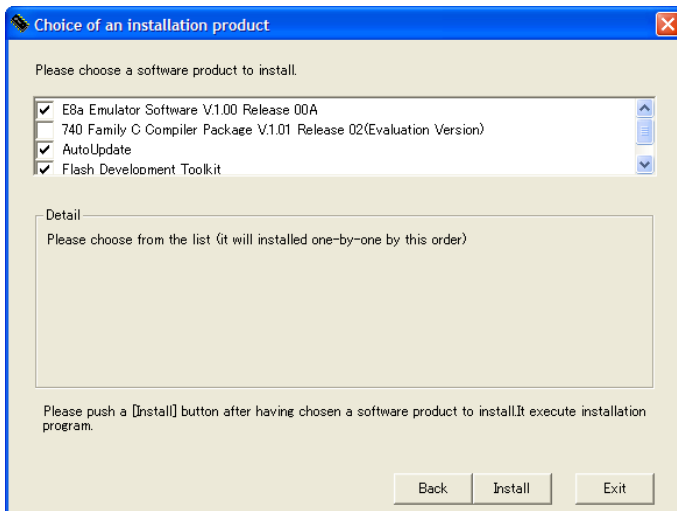 Choice of an installation product
Please choose a software product to install.
E8a Emulator Software V.1.00 Release 00A
740 Family C Compiler Package V.1.01 Release 02(Evaluation Version)
AutoUpdate
Flash Development Toolkit
Detail
Please choose from the list (it will installed one-by-one by this order)
Please push a [Install] button after having chosen a software product to install.It execute installation
program.
Back
Install
Exit